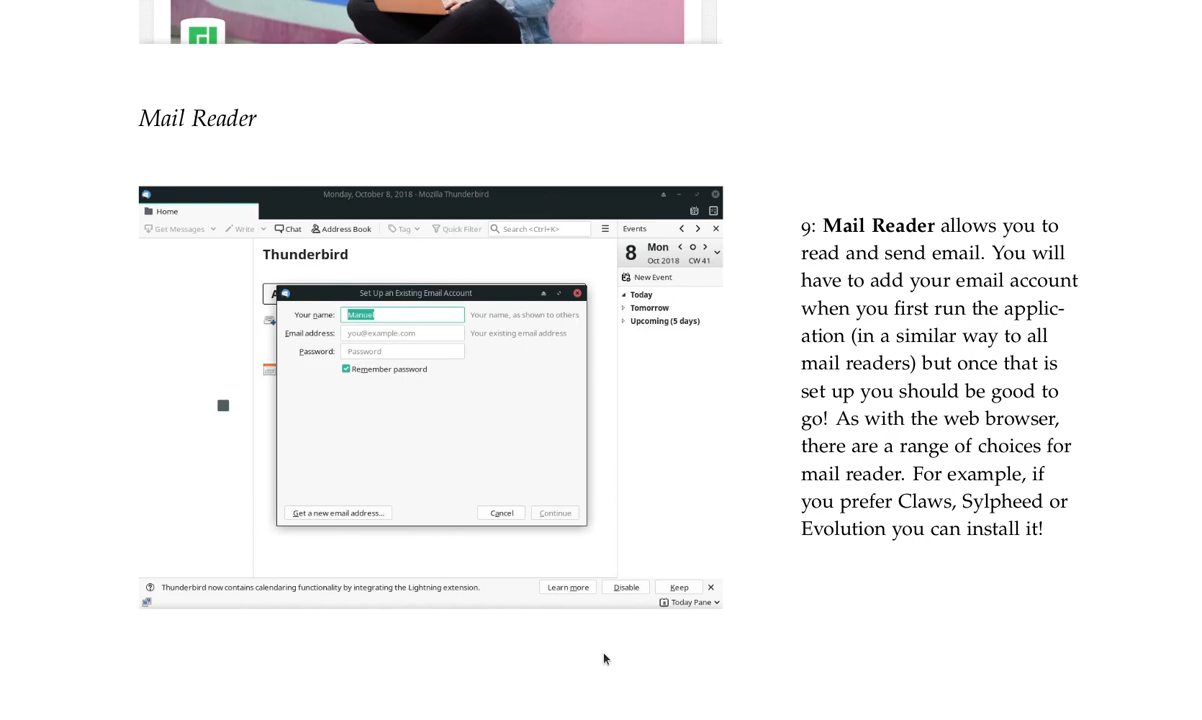 Mail Reader
Monday, October 8, 2018 - Mozilla Thunderbird
Home
Get Messages Write Chat Address Book Tag Quick Filter Search <Ctrl+K> Events
Thunderbird
8 Mon
Oct 2018 CW 41
New Event
Today
Tomorrow
Upcoming (5 days)
Set Up an Existing Email Account
Your name: Manuel Your name, as shown to others
Email address: you@example.com Your existing email address
Password: Password
Remember password
Get a new email address... Cancel Continue
Thunderbird now contains calendaring functionality by integrating the Lightning extension. Learn more Disable Keep
Today Pane
9: Mail Reader allows you to
read and send email. You will
have to add your email account
when you first run the applic-
ation (in a similar way to all
mail readers) but once that is
set up you should be good to
go! As with the web browser,
there are a range of choices for
mail reader. For example, if
you prefer Claws, Sylpheed or
Evolution you can install it!